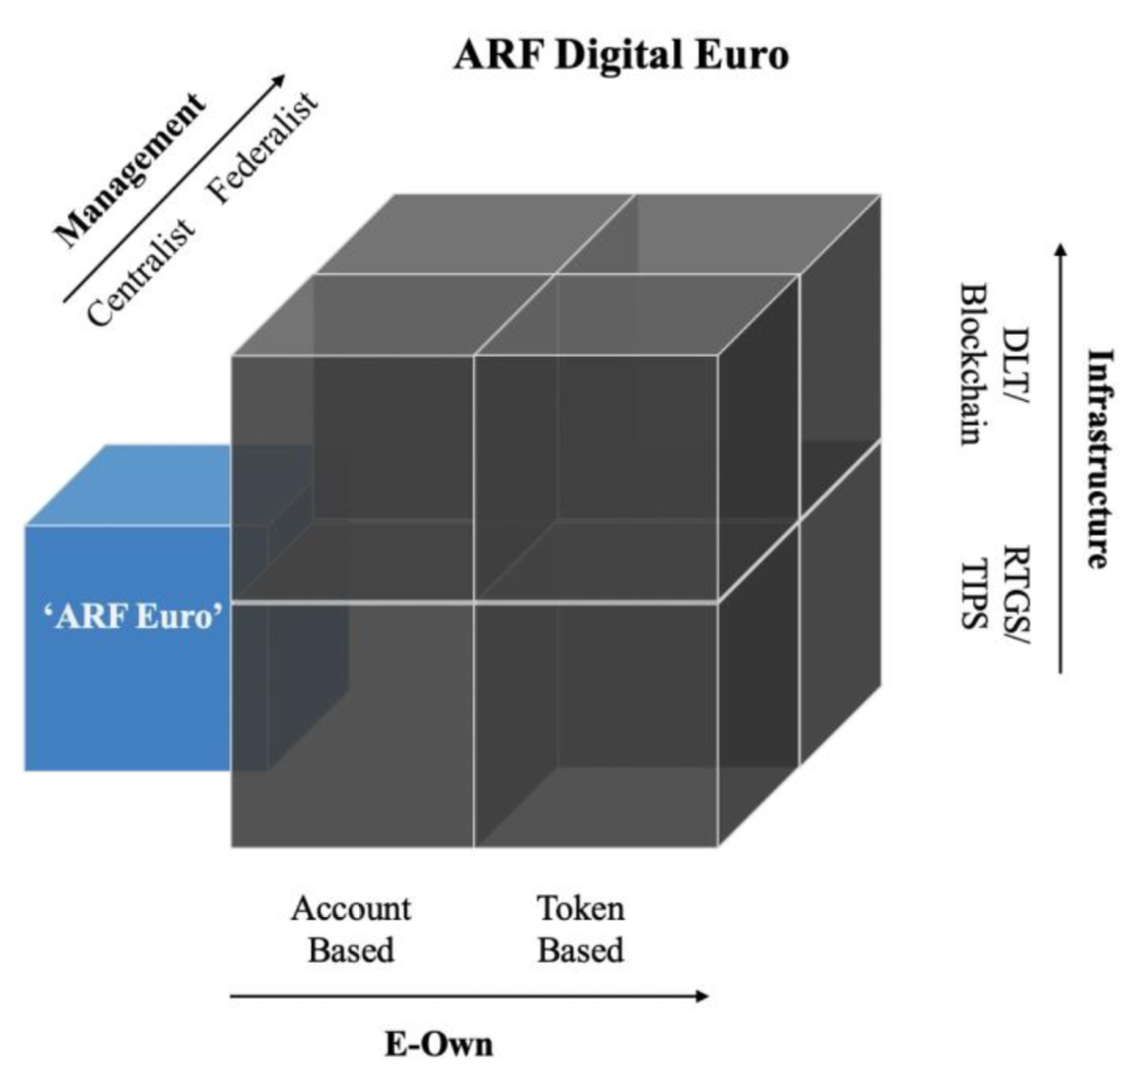 ARF Digital Euro
Management
Centralist Federalist
‘ARF Euro’
DLT/
Blockchain
RTGS/
TIPS
Infrastructure
Account
Based
Token
Based
E-Own